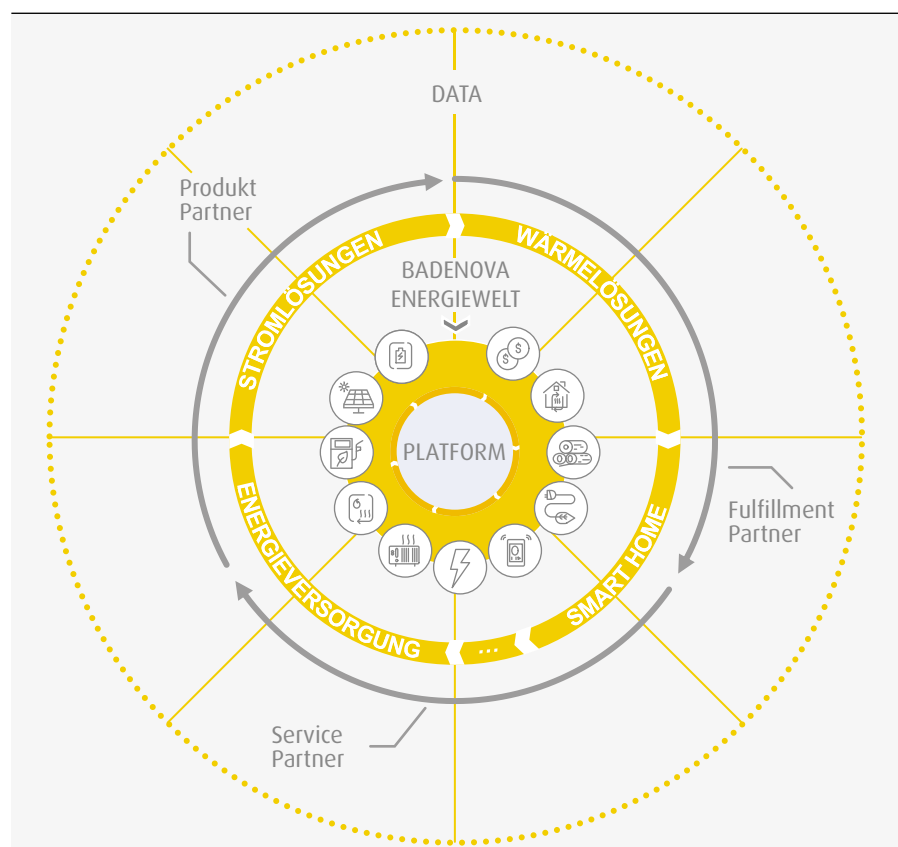 DATA
Produkt
Partner
STROMLÖSUNGEN
WÄRMELÖSUNGEN
BADENOVA
ENERGIEWELT
$
$
PLATFORM
Fulfillment
Partner
ENERGIEVERSORGUNG
...
SMART HOME
Service
Partner